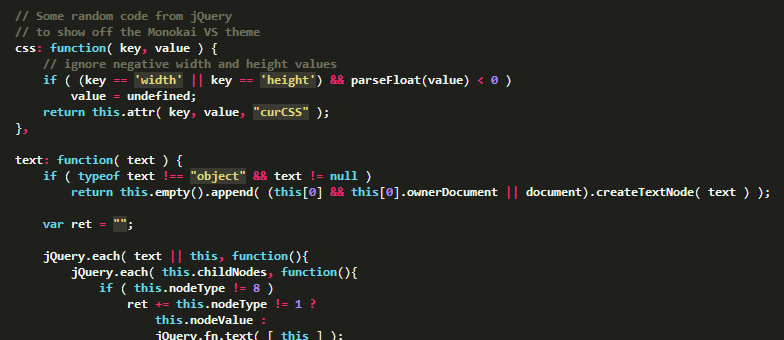 // Some random code from jQuery
// to show off the Monokai VS theme
css: function( key, value ) {
    // ignore negative width and height values
    if ( (key == 'width' || key == 'height') && parseFloat(value) < 0 )
        value = undefined;
    return this.attr( key, value, "curCSS" );
},

text: function( text ) {
    if ( typeof text !== "object" && text != null )
        return this.empty().append( (this[0] && this[0].ownerDocument || document).createTextNode( text ) );

    var ret = "";

    jQuery.each( text || this, function(){
        jQuery.each( this.childNodes, function(){
            if ( this.nodeType != 8 )
                ret += this.nodeType != 1 ?
                    this.nodeValue :
                    jQuery.fn.text( [ this ] );